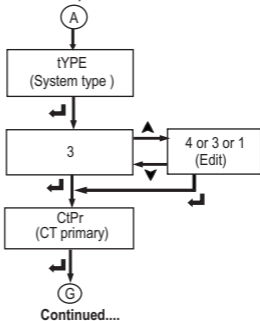 A
tYPE
(System type )
3
4 or 3 or 1
(Edit)
CtPr
(CT primary)
G
Continued....